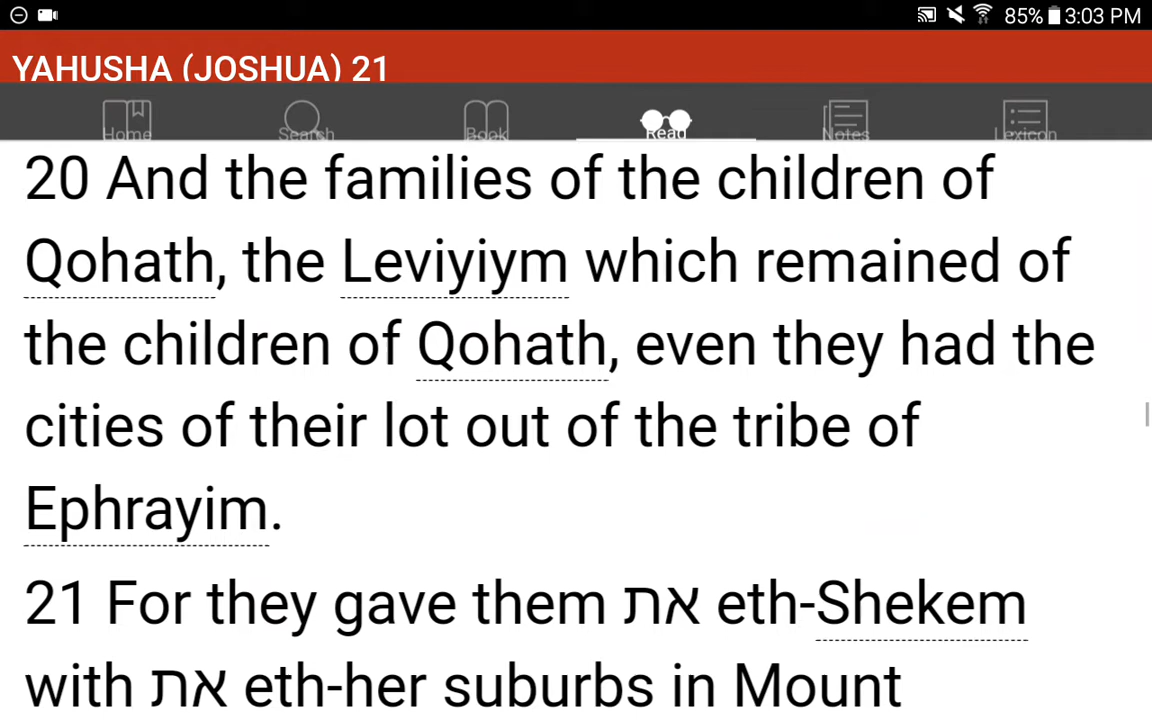 85% 3:03 PM
YAHUSHA (JOSHUA) 21
Home Search Book Read Notes Lexicon
20 And the families of the children of
Qohath, the Leviyiym which remained of
the children of Qohath, even they had the
cities of their lot out of the tribe of
Ephrayim.
21 For they gave them את eth-Shekem
with את eth-her suburbs in Mount